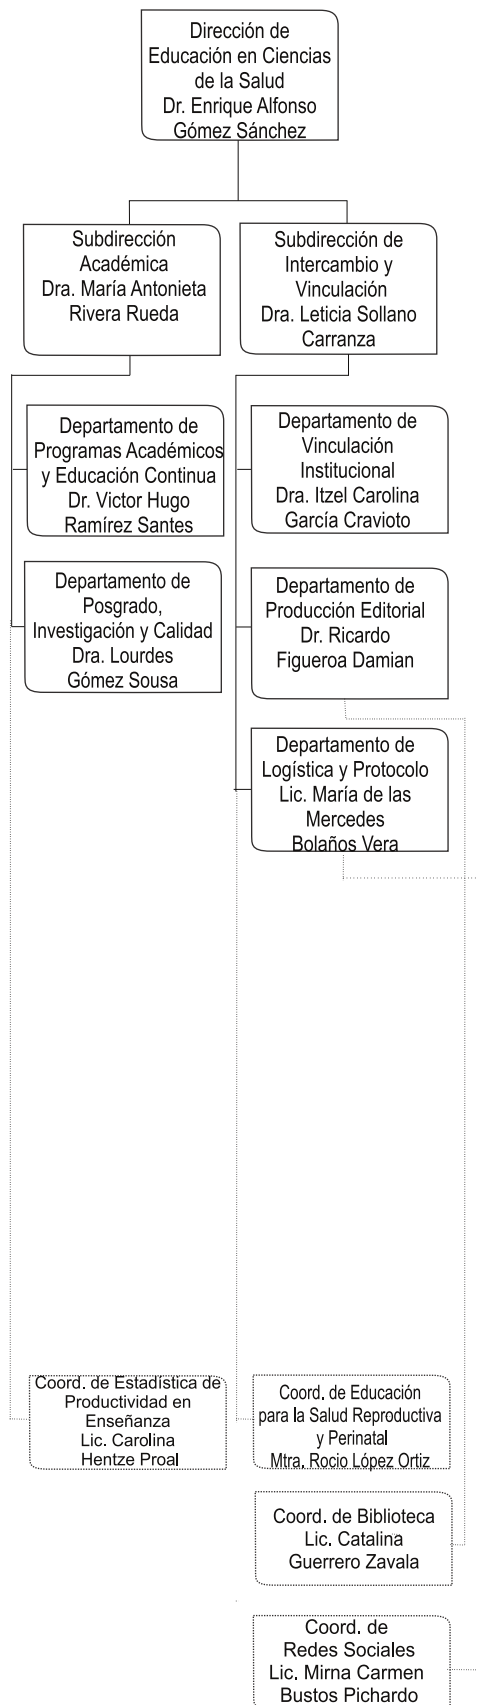 Dirección de
Educación en Ciencias
de la Salud
Dr. Enrique Alfonso
Gómez Sánchez
Subdirección
Académica
Dra. María Antonieta
Rivera Rueda
Subdirección de
Intercambio y
Vinculación
Dra. Leticia Sollano
Carranza
Departamento de
Programas Académicos
y Educación Continua
Dr. Victor Hugo
Ramírez Santes
Departamento de
Vinculación
Institucional
Dra. Itzel Carolina
García Cravioto
Departamento de
Posgrado,
Investigación y Calidad
Dra. Lourdes
Gómez Sousa
Departamento de
Producción Editorial
Dr. Ricardo
Figueroa Damian
Departamento de
Logística y Protocolo
Lic. María de las
Mercedes
Bolaños Vera
Coord. de Estadística de
Productividad en
Enseñanza
Lic. Carolina
Hentze Proal
Coord. de Educación
para la Salud Reproductiva
y Perinatal
Mtra. Rocio López Ortiz
Coord. de Biblioteca
Lic. Catalina
Guerrero Zavala
Coord. de
Redes Sociales
Lic. Mirna Carmen
Bustos Pichardo